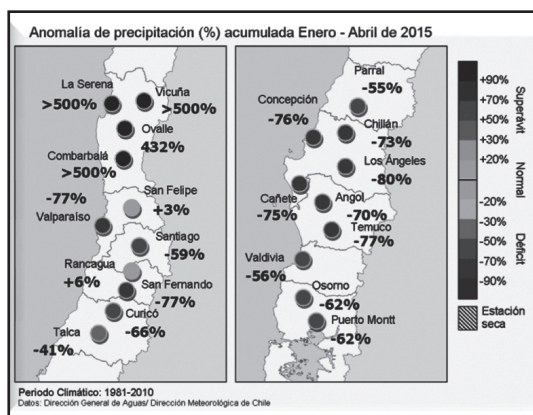 Anomalía de precipitación (%) acumulada Enero - Abril de 2015
La Serena
>500%
Vicuña
>500%
Ovalle
432%
Combarbalá
>500%
San Felipe
+3%
-77%
Valparaíso
Santiago
-59%
Rancagua
+6%
San Fernando
-77%
Curicó
-66%
Talca
-41%
Parral
-55%
Concepción
-76%
Chillán
-73%
Los Ángeles
-80%
Cañete
-75%
Angol
-70%
Temuco
-77%
Valdivia
-56%
Osorno
-62%
Puerto Montt
-62%
+90%
+70%
+50%
+30%
+20%
-20%
-30%
-50%
-70%
-90%
Superávit
Normal
Déficit
Estación
seca
Periodo Climático: 1981-2010
Datos: Dirección General de Aguas/ Dirección Meteorológica de Chile